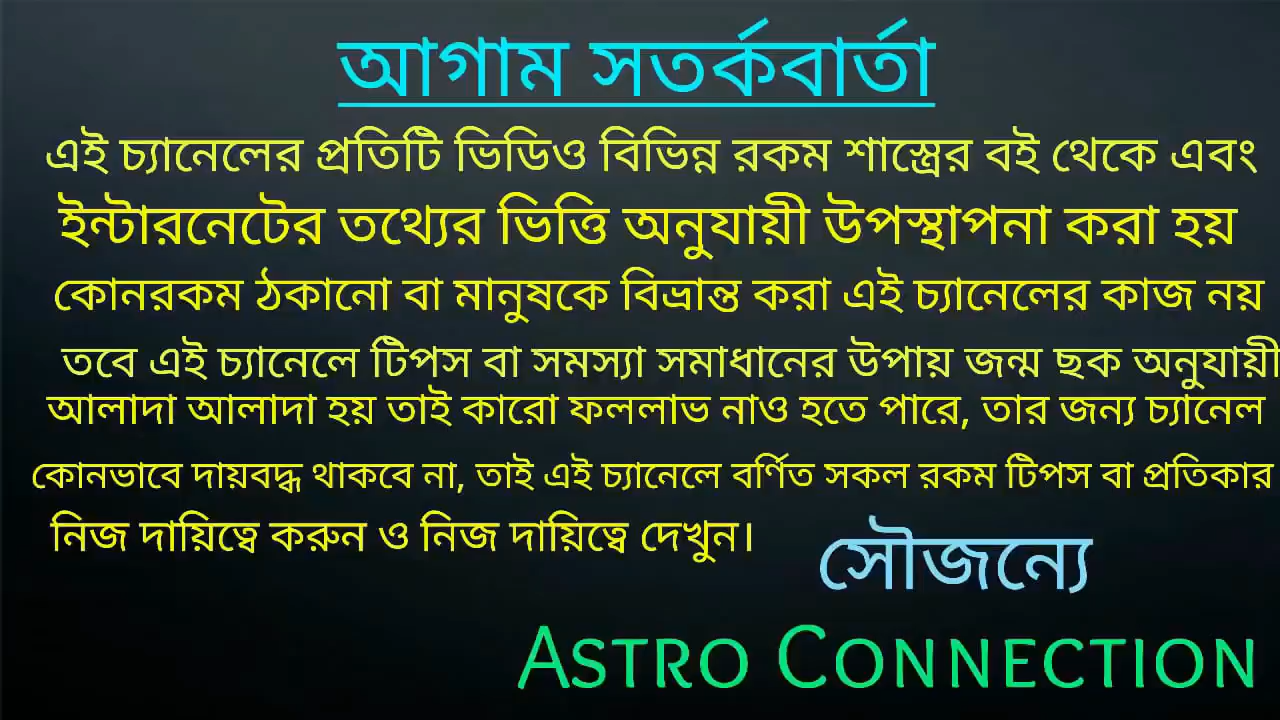 আগাম সতর্কবার্তা
এই চ্যানেলের প্রতিটি ভিডিও বিভিন্ন রকম শাস্ত্রের বই থেকে এবং
ইন্টারনেটের তথ্যের ভিত্তি অনুযায়ী উপস্থাপনা করা হয়
কোনরকম ঠকানো বা মানুষকে বিভ্রান্ত করা এই চ্যানেলের কাজ নয়
তবে এই চ্যানেলে টিপস বা সমস্যা সমাধানের উপায় জন্ম ছক অনুযায়ী
আলাদা আলাদা হয় তাই কারো ফললাভ নাও হতে পারে, তার জন্য চ্যানেল
কোনভাবে দায়বদ্ধ থাকবে না, তাই এই চ্যানেলে বর্ণিত সকল রকম টিপস বা প্রতিকার
নিজ দায়িত্বে করুন ও নিজ দায়িত্বে দেখুন।
সৌজন্যে
ASTRO CONNECTION